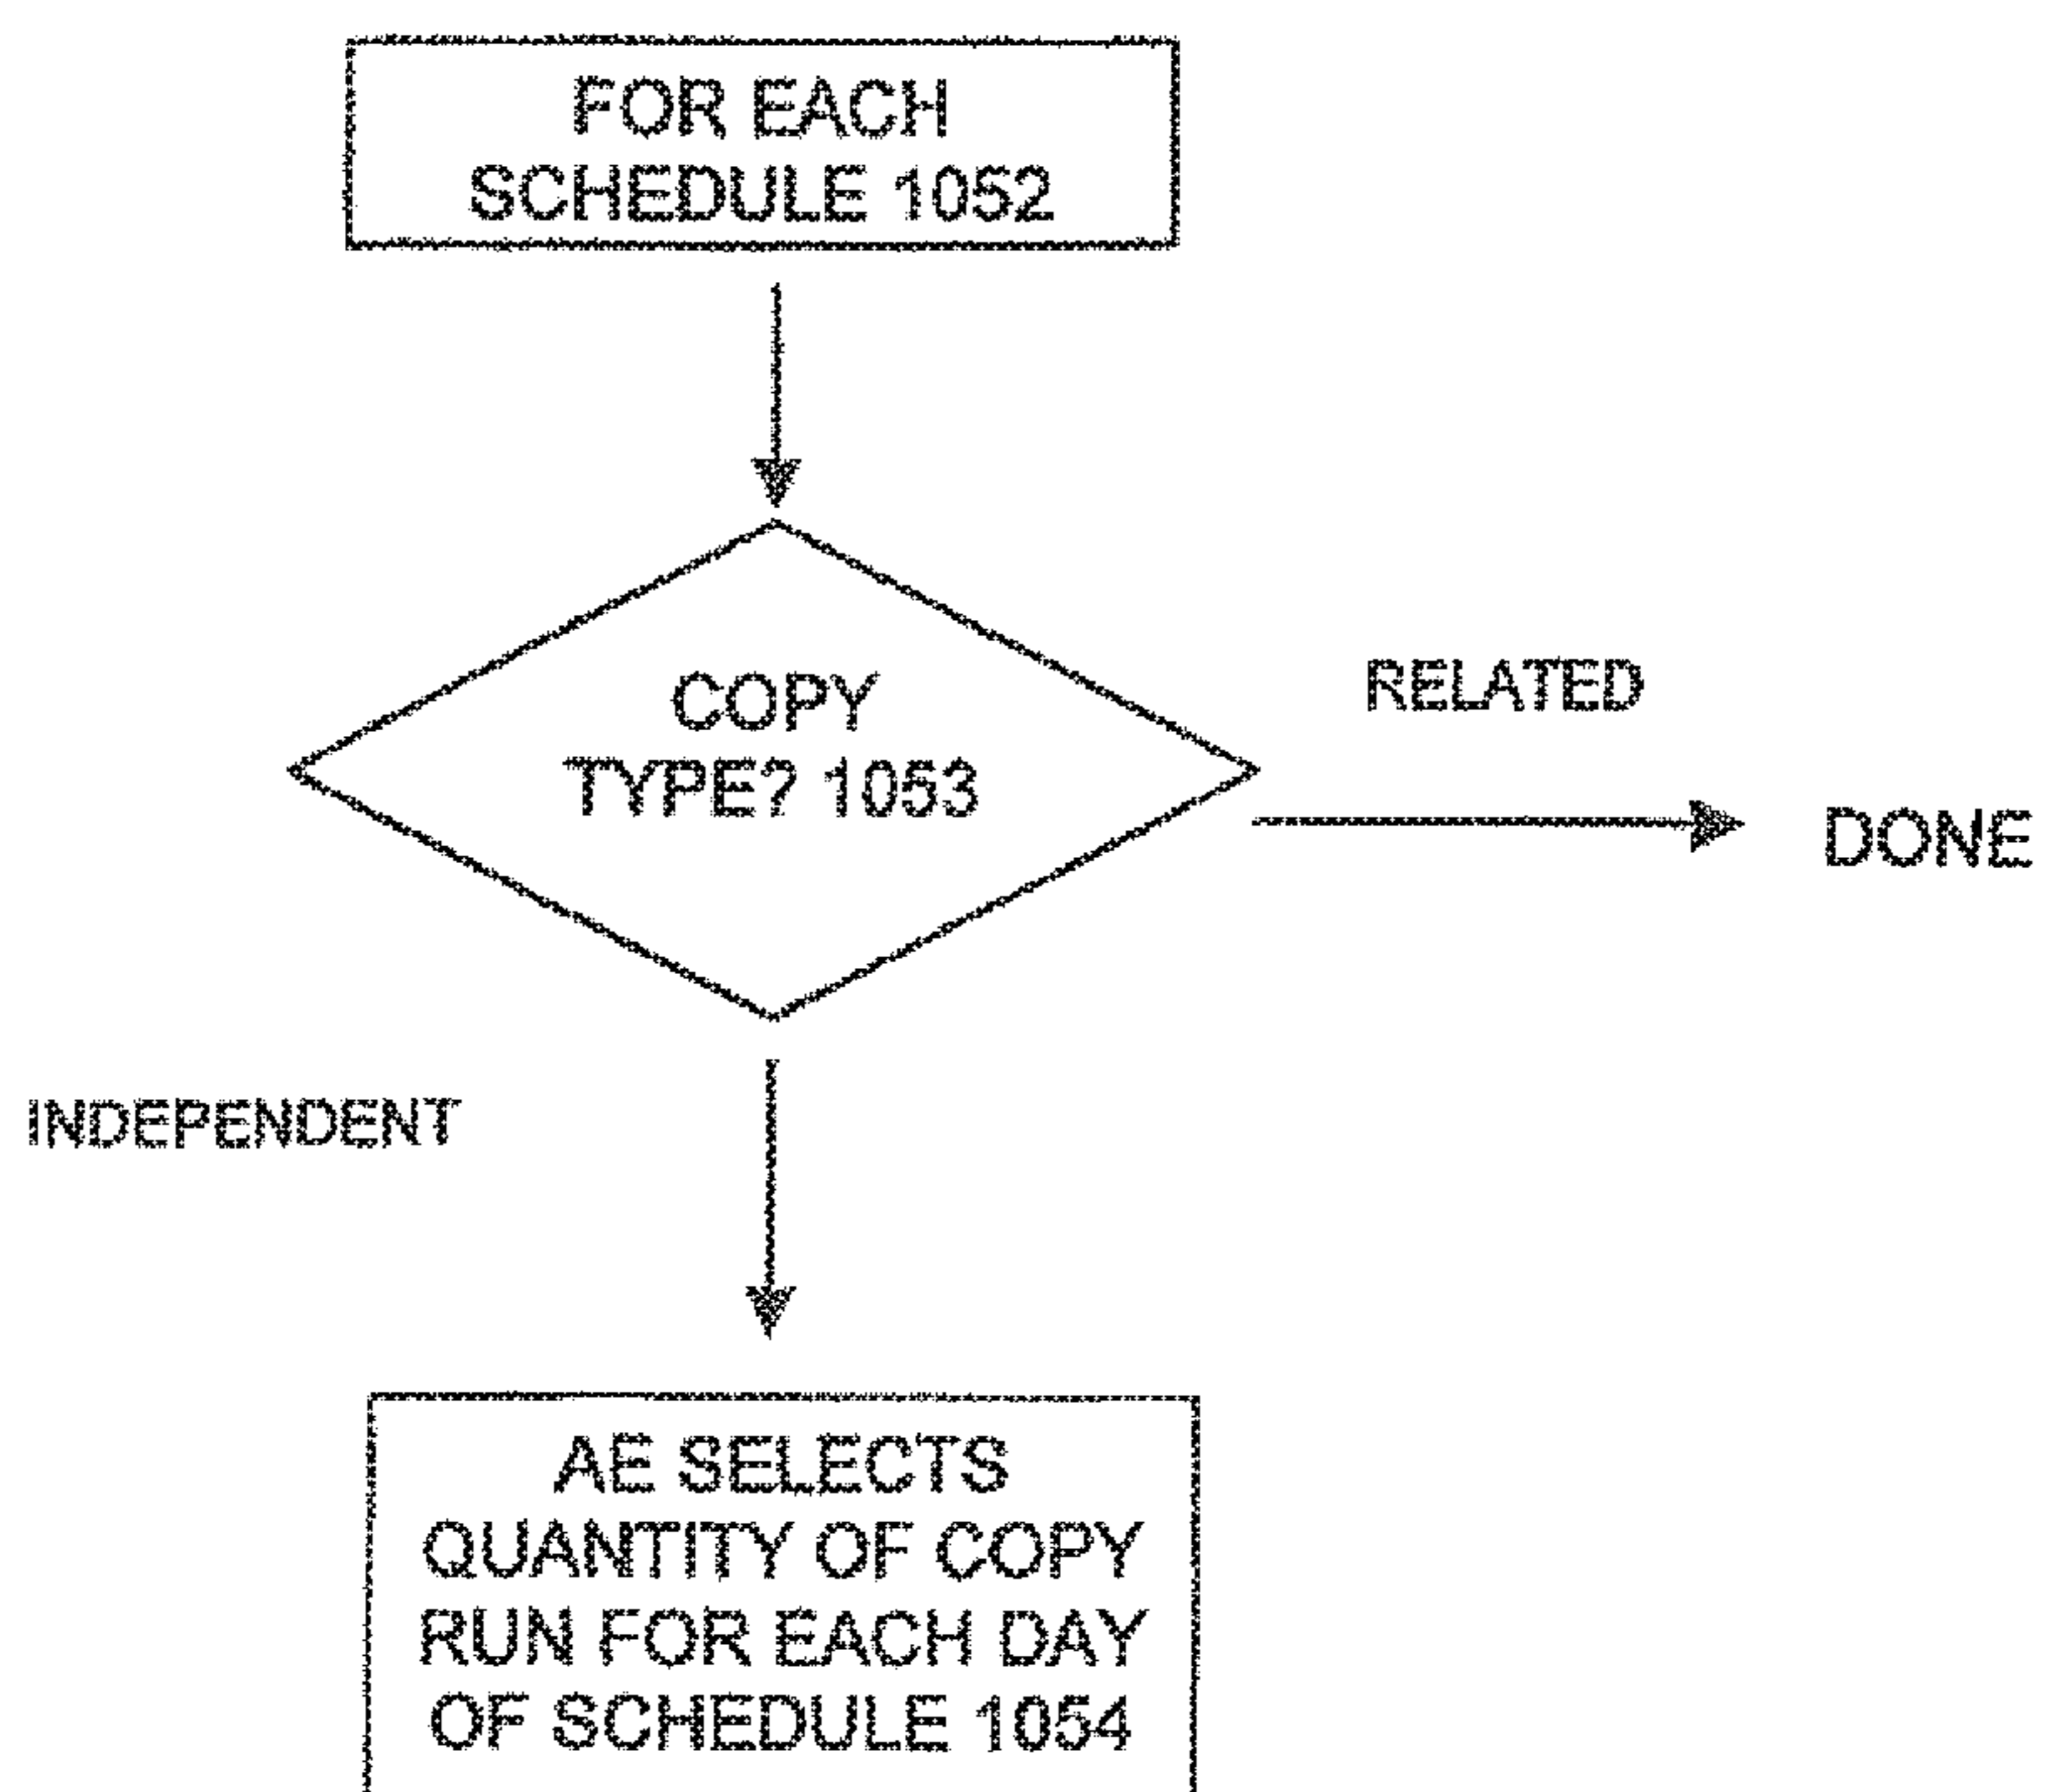 FOR EACH
SCHEDULE 1052
COPY
TYPE? 1053
RELATED
DONE
INDEPENDENT
AE SELECTS
QUANTITY OF COPY
RUN FOR EACH DAY
OF SCHEDULE 1054